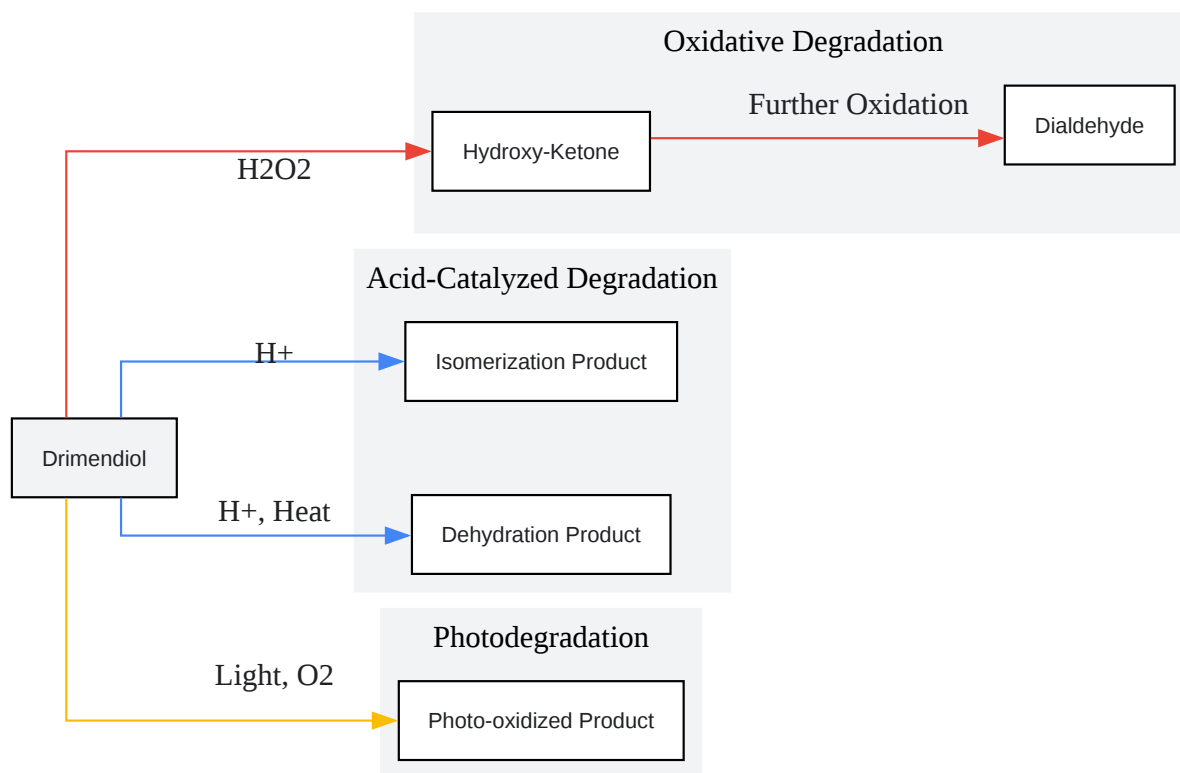 Oxidative Degradation
Further Oxidation
Dialdehyde
Hydroxy-Ketone
H2O2
Acid-Catalyzed Degradation
H+
Isomerization Product
Drimendiol
H+, Heat
Dehydration Product
Photodegradation
Light, O2
Photo-oxidized Product